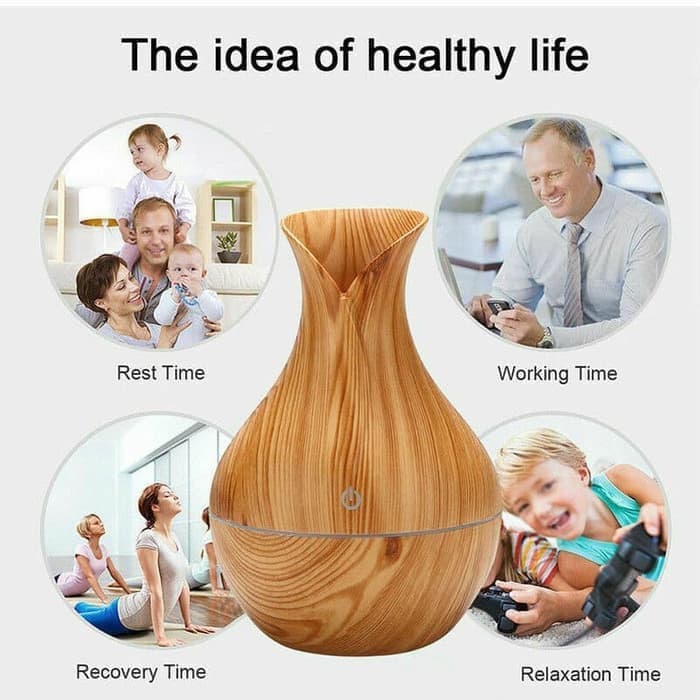 The idea of healthy life
Rest Time
Working Time
Recovery Time
Relaxation Time